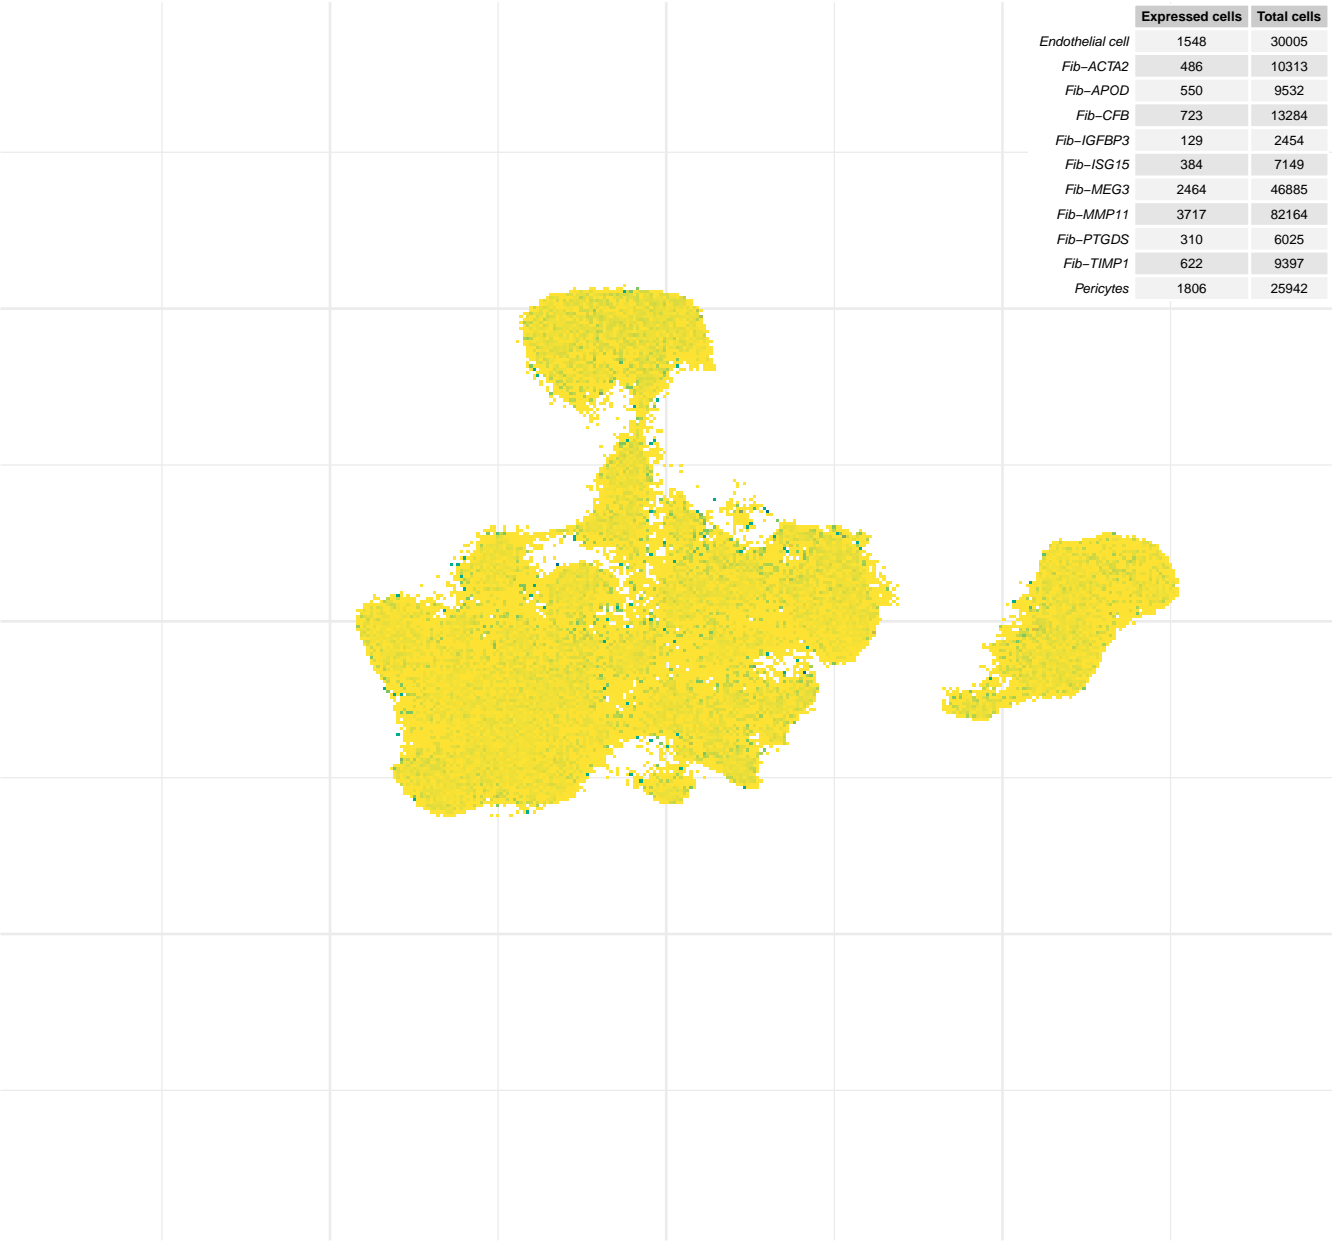 Expressed cells Total cells
Endothelial cell 1548 30005
Fib−ACTA2 486 10313
Fib−APOD 550 9532
Fib−CFB 723 13284
Fib−IGFBP3 129 2454
Fib−ISG15 384 7149
Fib−MEG3 2464 46885
Fib−MMP11 3717 82164
Fib−PTGDS 310 6025
Fib−TIMP1 622 9397
Pericytes 1806 25942